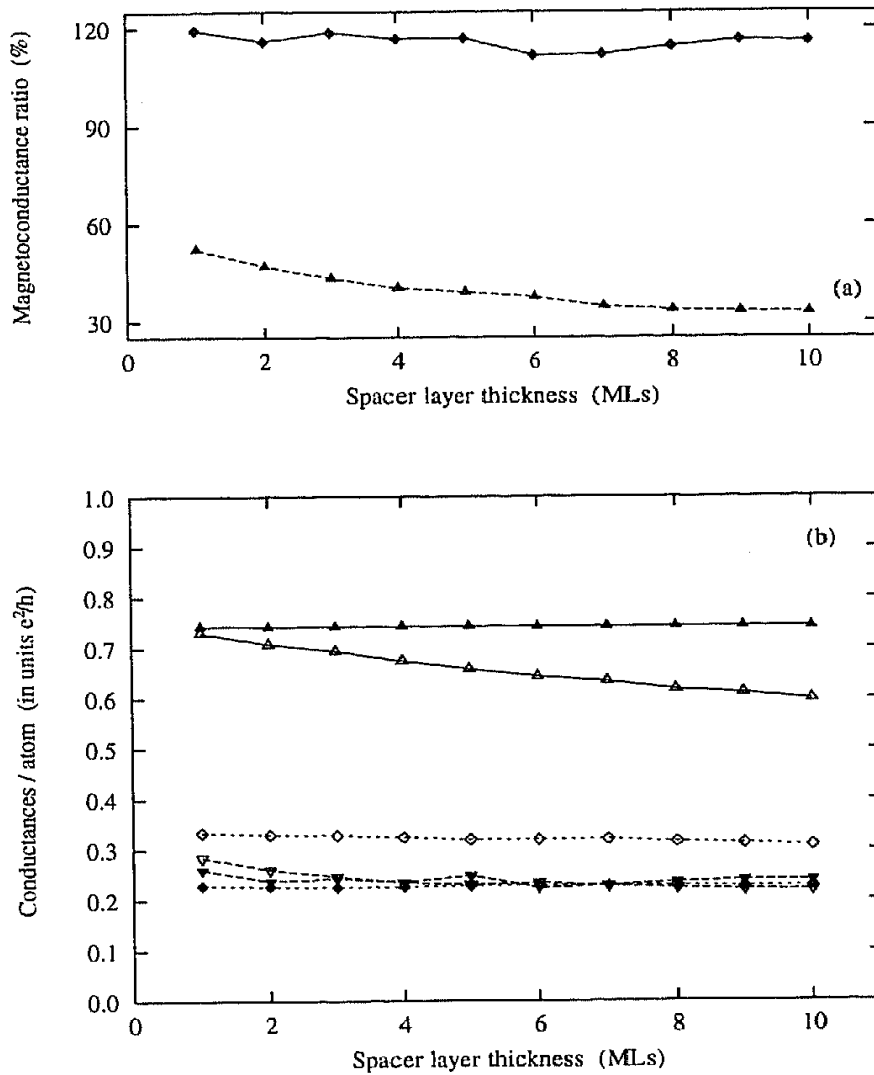 120
90
60
30
Magnetoconductance ratio (%)
(a)
0 2 4 6 8 10
Spacer layer thickness (MLs)
1.0
0.9
0.8
0.7
0.6
0.5
0.4
0.3
0.2
0.1
0.0
Conductances / atom (in units e²/h)
(b)
0 2 4 6 8 10
Spacer layer thickness (MLs)